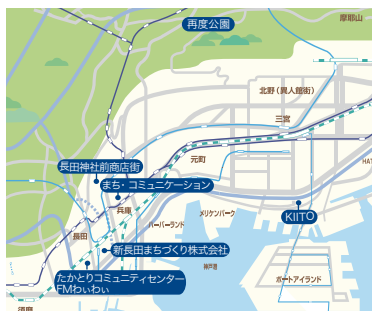 摩耶山
再度公園
北野（異人館街）
三宮
元町
長田神社前商店街
まち・コミュニケーション
兵庫
ハーバーランド
メリケンパーク
KIITO
HAT
長田
新長田まちづくり株式会社
神戸港
たかとりコミュニティセンター
FMわぃわぃ
ポートアイランド
須磨